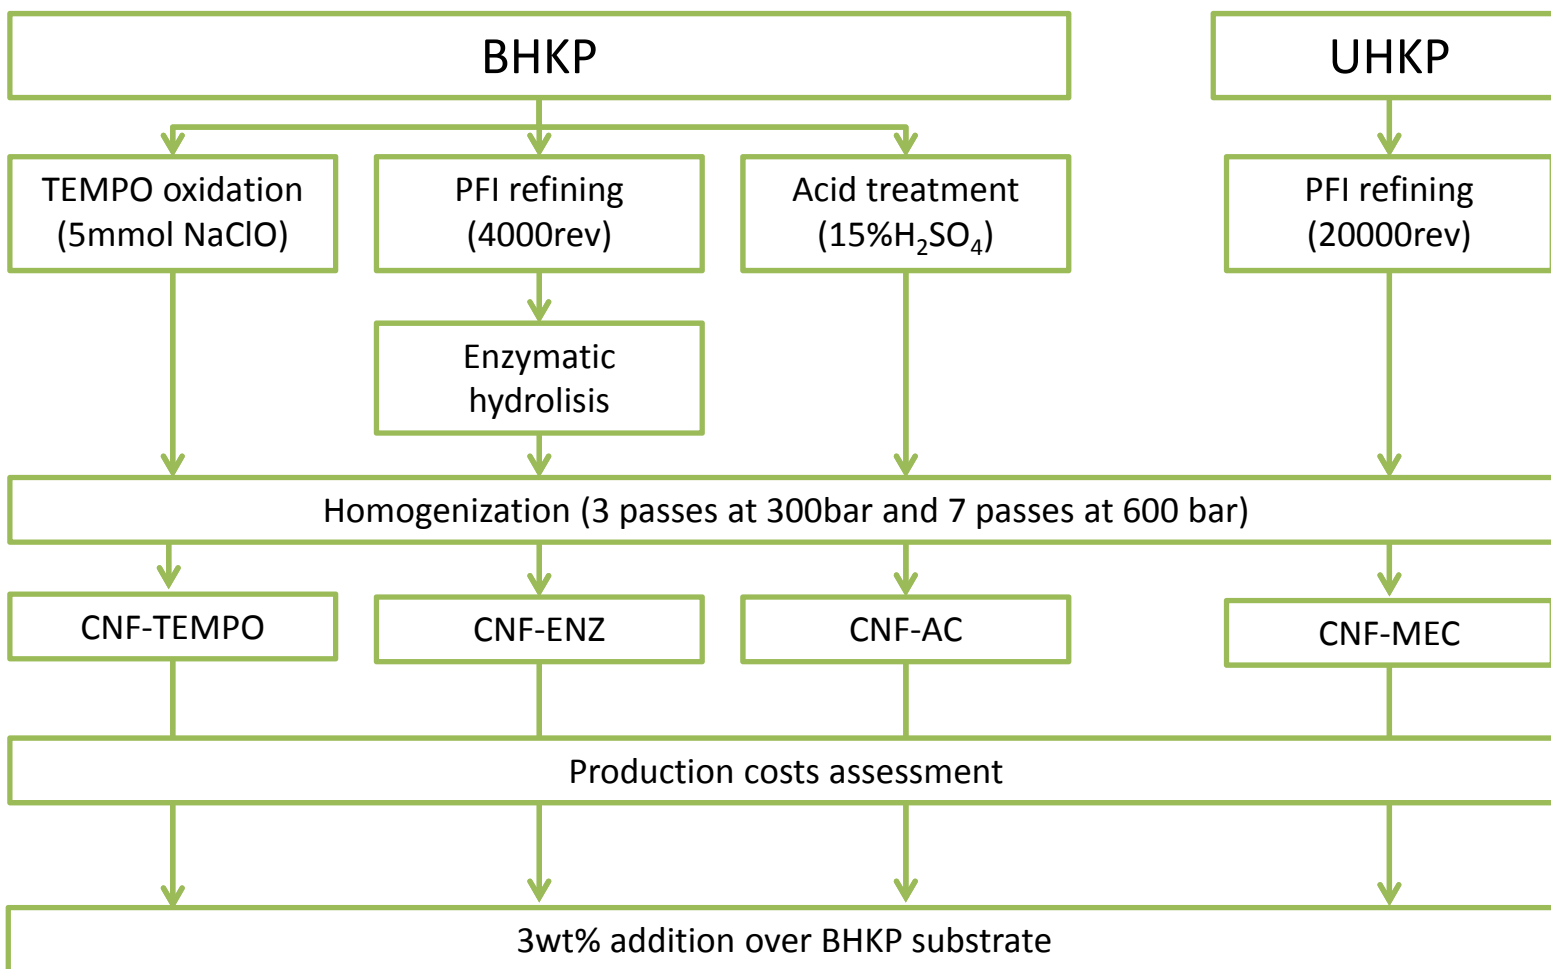 BHKP
UHKP
TEMPO oxidation
(5mmol NaClO)
PFI refining
(4000rev)
Acid treatment
(15%H₂SO₄)
PFI refining
(20000rev)
Enzymatic
hydrolisis
Homogenization (3 passes at 300bar and 7 passes at 600 bar)
CNF-TEMPO
CNF-ENZ
CNF-AC
CNF-MEC
Production costs assessment
3wt% addition over BHKP substrate